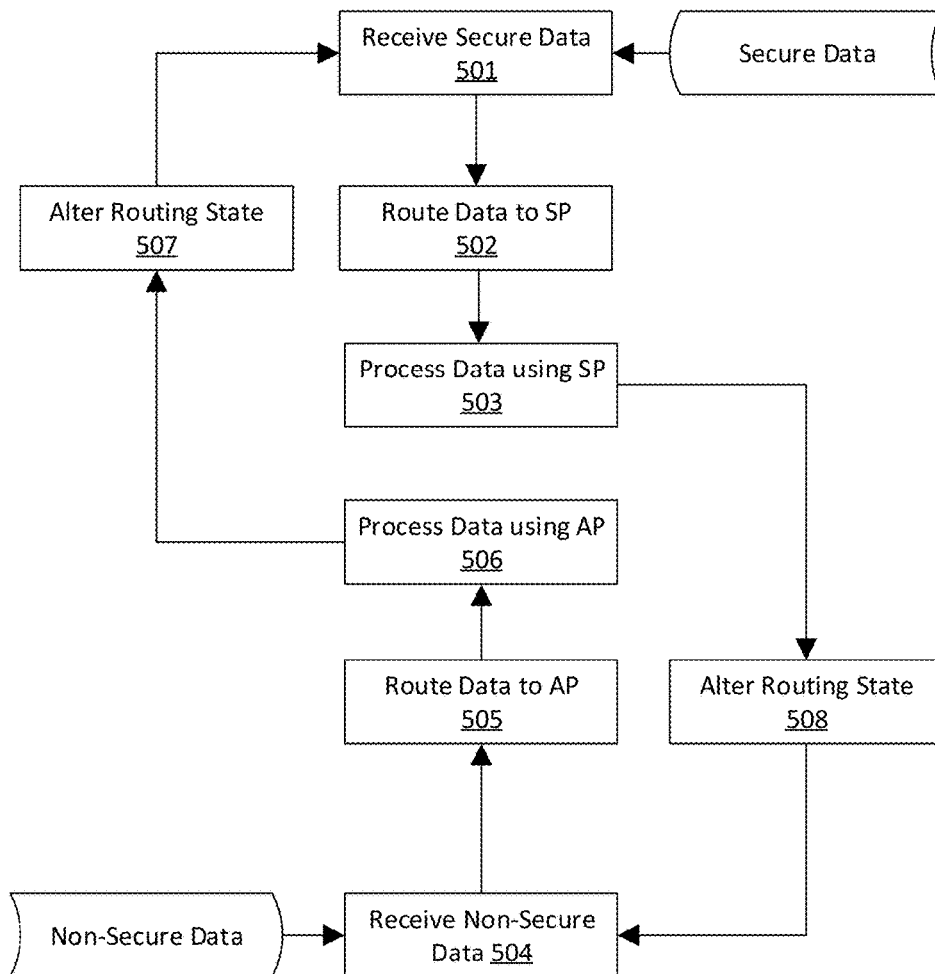 Receive Secure Data
501
Secure Data
Alter Routing State
507
Route Data to SP
502
Process Data using SP
503
Process Data using AP
506
Route Data to AP
505
Alter Routing State
508
Non-Secure Data
Receive Non-Secure
Data 504